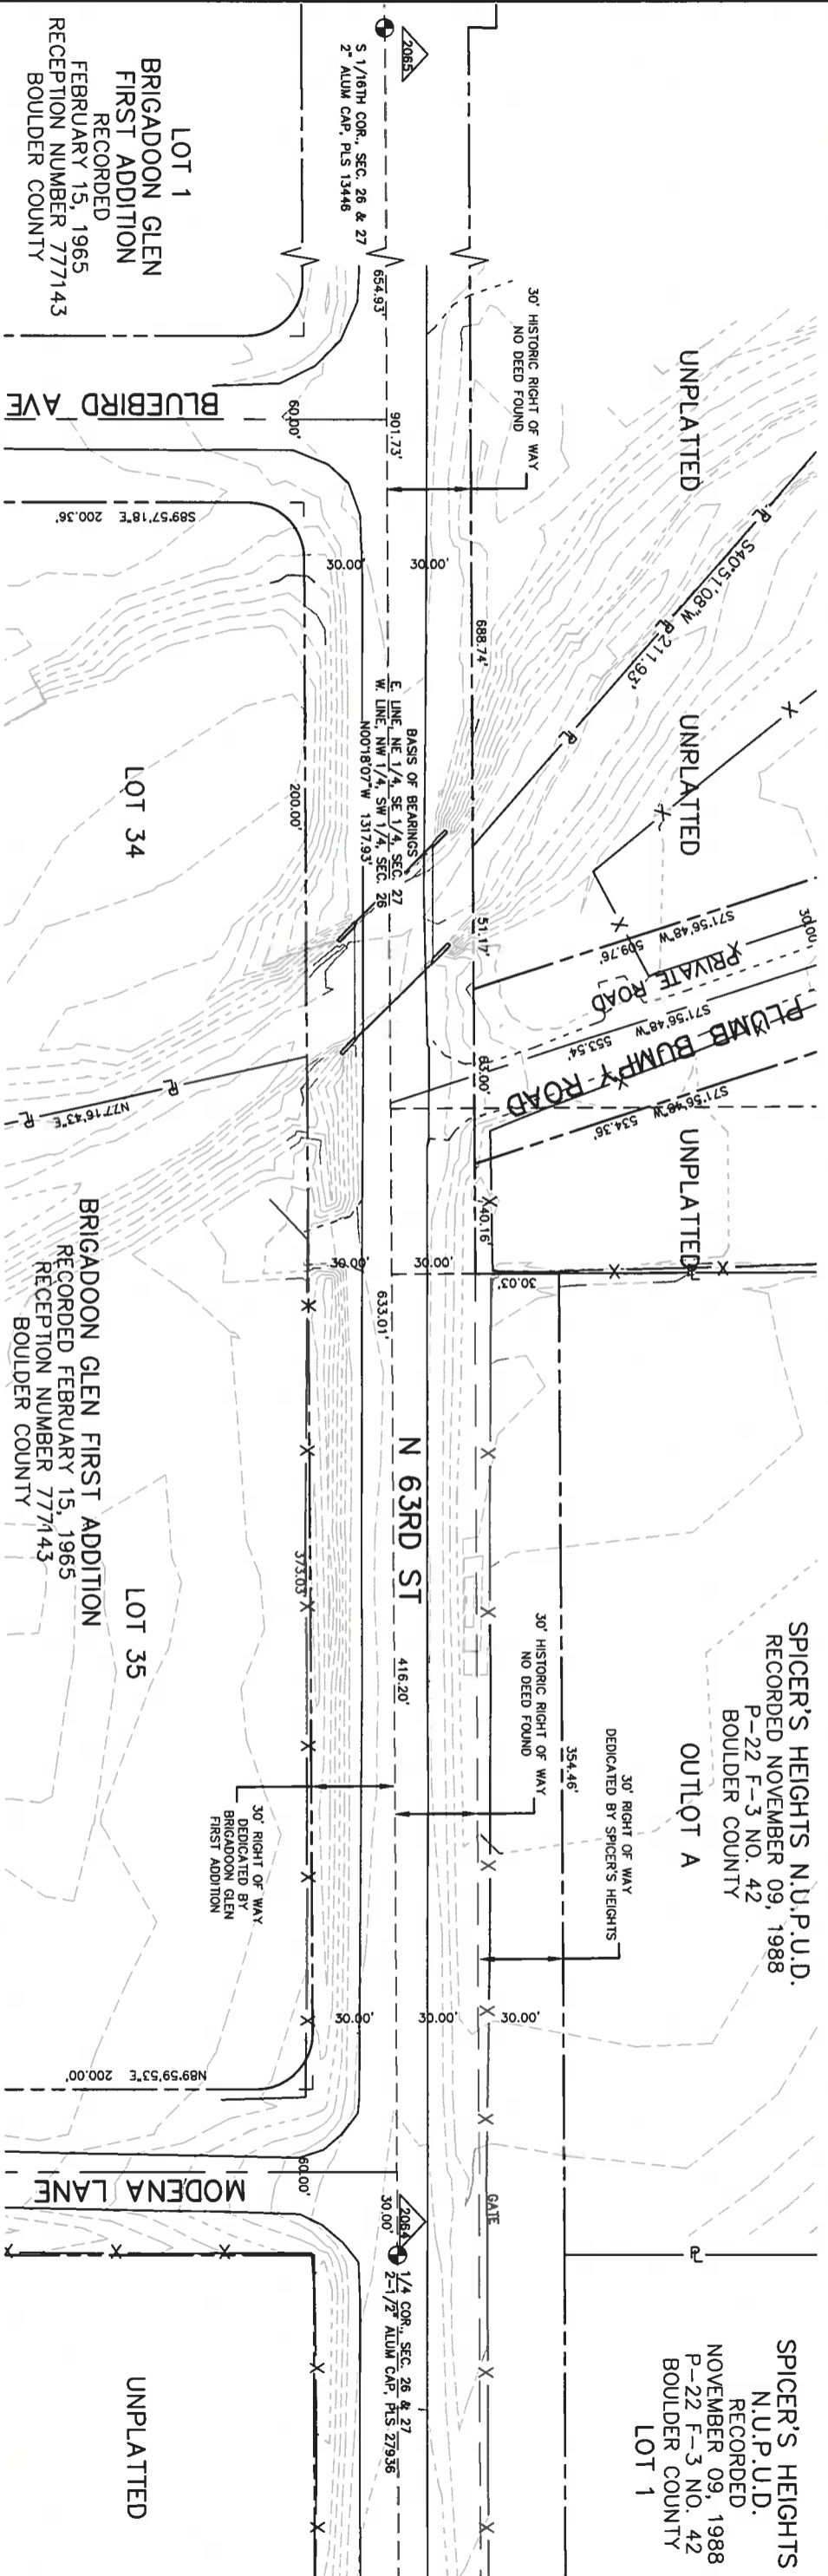 LOT 1
BRIGADOON GLEN
FIRST ADDITION
RECORDED
FEBRUARY 15, 1965
RECEPTION NUMBER 777143
BOULDER COUNTY
2065
S 1/16TH COR., SEC. 26 & 27
2" ALUM CAP, PLS 13446
654.93'
901.73'
BLUEBIRD AVE
60.00'
S89°57'18"E 200.36'
30' HISTORIC RIGHT OF WAY
NO DEED FOUND
30.00'
30.00'
UNPLATTED
S40°51'08"W
211.93'
688.74'
BASIS OF BEARINGS
E. LINE, NE 1/4, SE 1/4, SEC. 27
W. LINE, NW 1/4, SW 1/4, SEC. 26
N00°18'07"W 1317.93'
200.00'
LOT 34
UNPLATTED
51.17'
S71°56'48"W
509.76'
30.00
PRIVATE ROAD
S71°56'48"W
553.54'
PLUMB BUMPY ROAD
63.00'
S71°56'48"W
534.36'
UNPLATTED
40.16'
30.03'
N77°16'43"E
30.00'
30.00'
633.01'
BRIGADOON GLEN FIRST ADDITION
RECORDED FEBRUARY 15, 1965
RECEPTION NUMBER 777143
BOULDER COUNTY
LOT 35
N 63RD ST
373.03'
416.20'
30' HISTORIC RIGHT OF WAY
NO DEED FOUND
354.46'
30' RIGHT OF WAY
DEDICATED BY SPICER'S HEIGHTS
30' RIGHT OF WAY
DEDICATED BY
BRIGADOON GLEN
FIRST ADDITION
SPICER'S HEIGHTS N.U.P.U.D.
RECORDED NOVEMBER 09, 1988
P-22 F-3 NO. 42
BOULDER COUNTY
OUTLOT A
30.00'
30.00'
30.00'
N89°59'53"E 200.00'
MODENA LANE
60.00'
30.00'
2064
GATE
1/4 COR., SEC. 26 & 27
2-1/2" ALUM CAP, PLS 27936
UNPLATTED
SPICER'S HEIGHTS
N.U.P.U.D.
RECORDED
NOVEMBER 09, 1988
P-22 F-3 NO. 42
BOULDER COUNTY
LOT 1